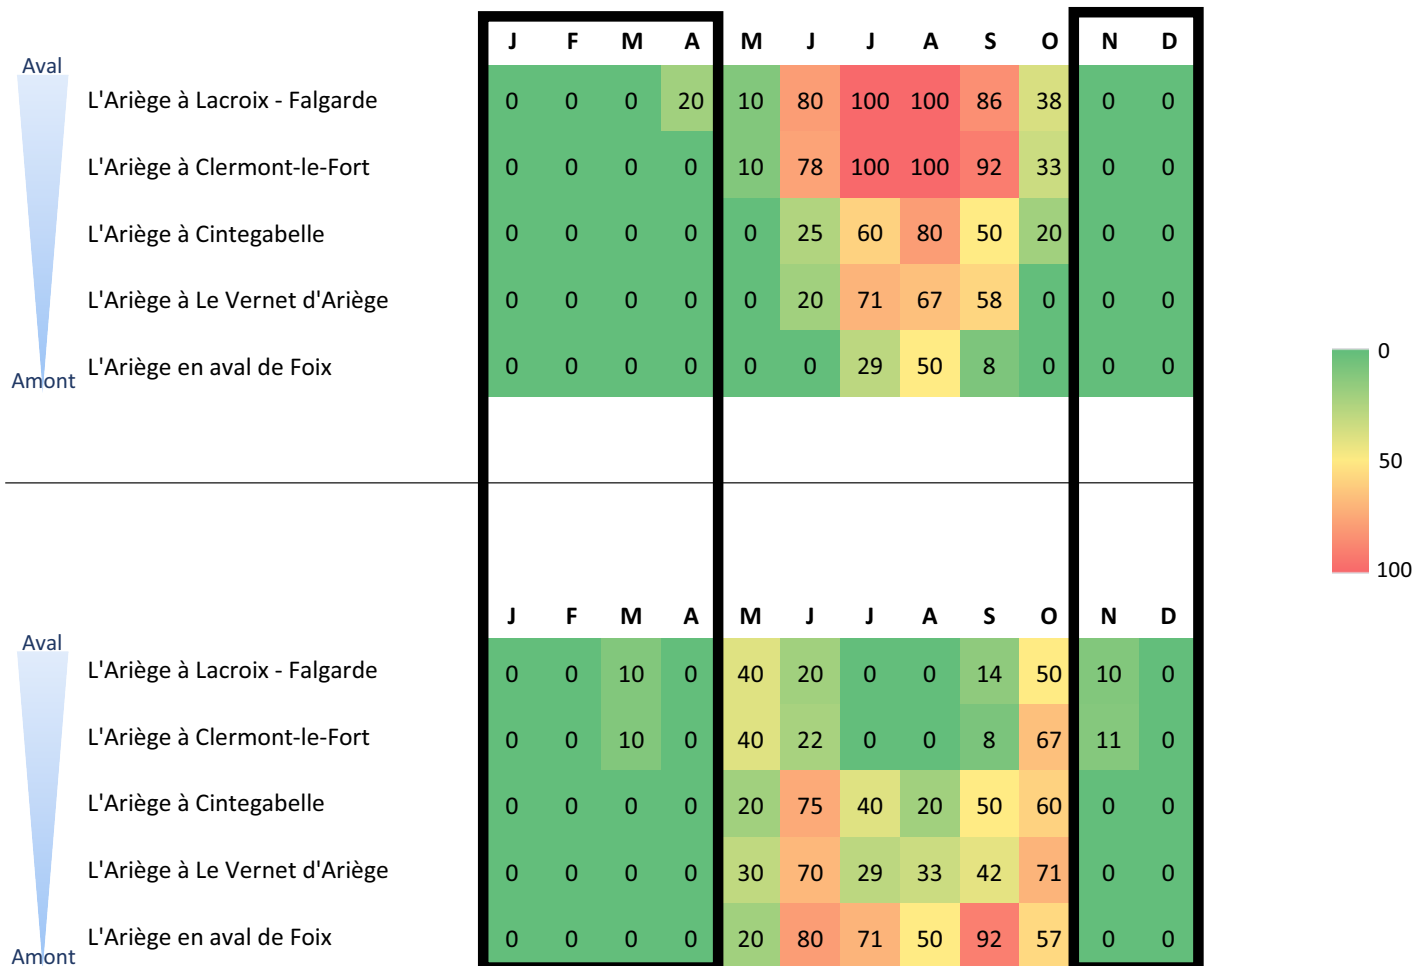 J F M A M J J A S O N D
Aval
L'Ariège à Lacroix - Falgarde 0 0 0 20 10 80 100 100 86 38 0 0
L'Ariège à Clermont-le-Fort 0 0 0 0 10 78 100 100 92 33 0 0
L'Ariège à Cintegabelle 0 0 0 0 0 25 60 80 50 20 0 0
L'Ariège à Le Vernet d'Ariège 0 0 0 0 0 20 71 67 58 0 0 0
L'Ariège en aval de Foix 0 0 0 0 0 0 29 50 8 0 0 0
Amont
0
50
100
J F M A M J J A S O N D
Aval
L'Ariège à Lacroix - Falgarde 0 0 10 0 40 20 0 0 14 50 10 0
L'Ariège à Clermont-le-Fort 0 0 10 0 40 22 0 0 8 67 11 0
L'Ariège à Cintegabelle 0 0 0 0 20 75 40 20 50 60 0 0
L'Ariège à Le Vernet d'Ariège 0 0 0 0 30 70 29 33 42 71 0 0
L'Ariège en aval de Foix 0 0 0 0 20 80 71 50 92 57 0 0
Amont